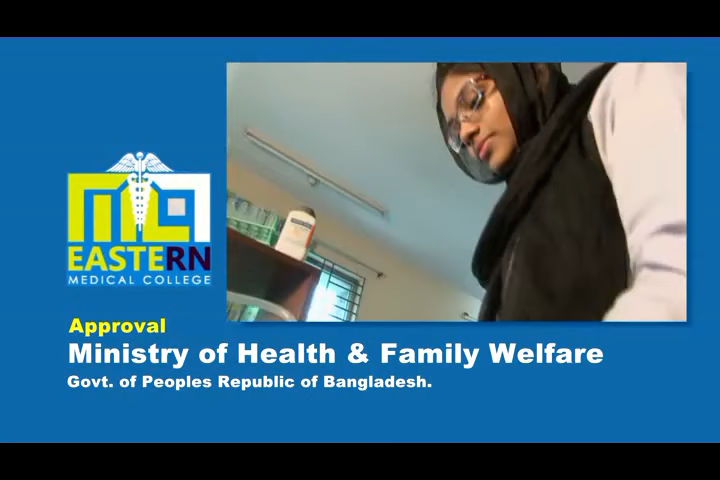 EASTERN
MEDICAL COLLEGE
Approval
Ministry of Health & Family Welfare
Govt. of Peoples Republic of Bangladesh.